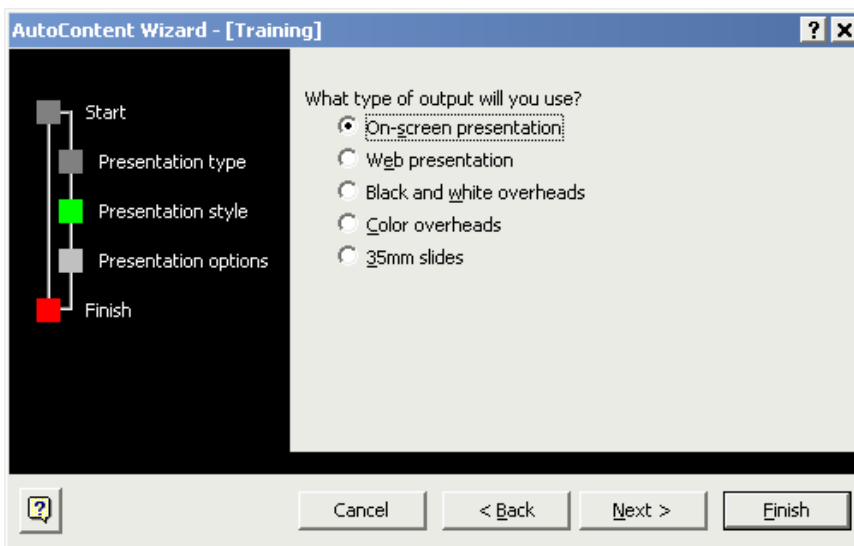 AutoContent Wizard - [Training]
Start
Presentation type
Presentation style
Presentation options
Finish
What type of output will you use?
On-screen presentation
Web presentation
Black and white overheads
Color overheads
35mm slides
Cancel
< Back
Next >
Finish